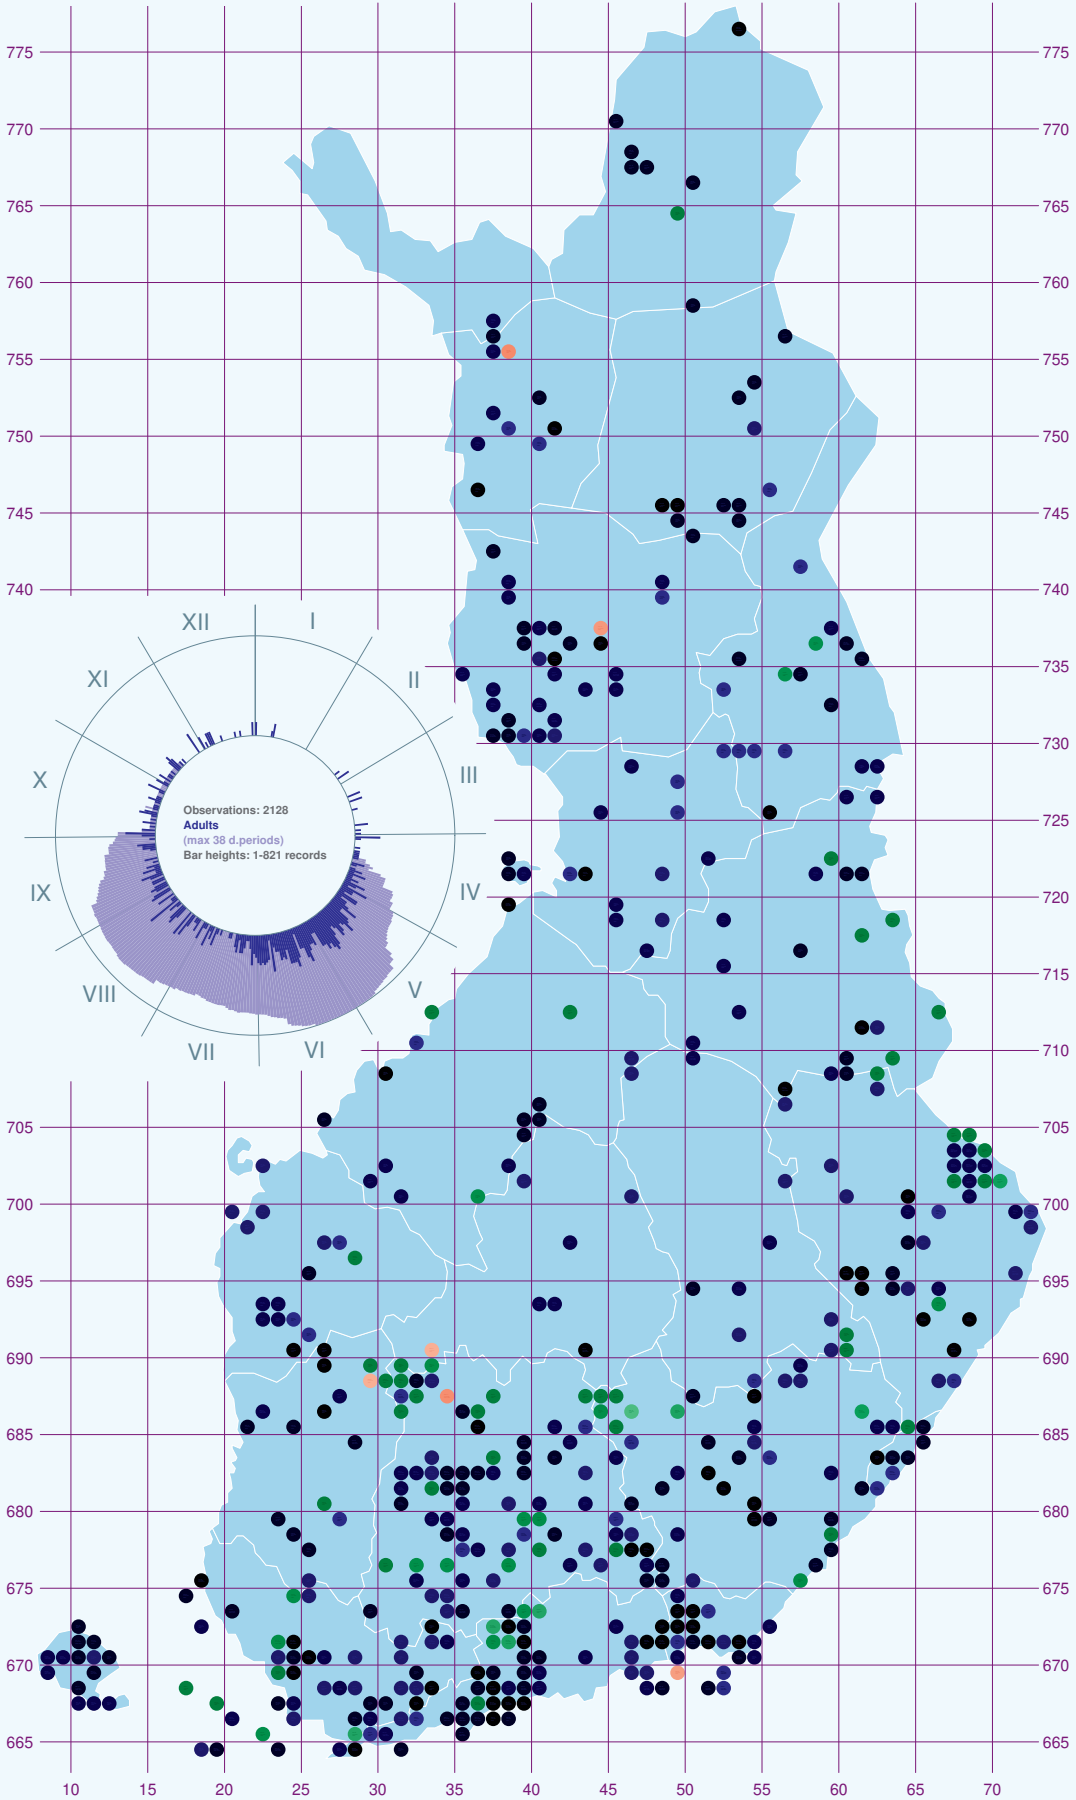 775 775
770 770
765 765
760 760
755 755
750 750
745 745
740 740
XII I
XI II
735
730
X III
Observations: 2128
Adults
(max 38 d.periods)
Bar heights: 1-821 records
725
IX IV
720
VIII V
715
VII VI
710
705 705
700 700
695 695
690 690
685 685
680 680
675 675
670 670
665 665
10 15 20 25 30 35 40 45 50 55 60 65 70